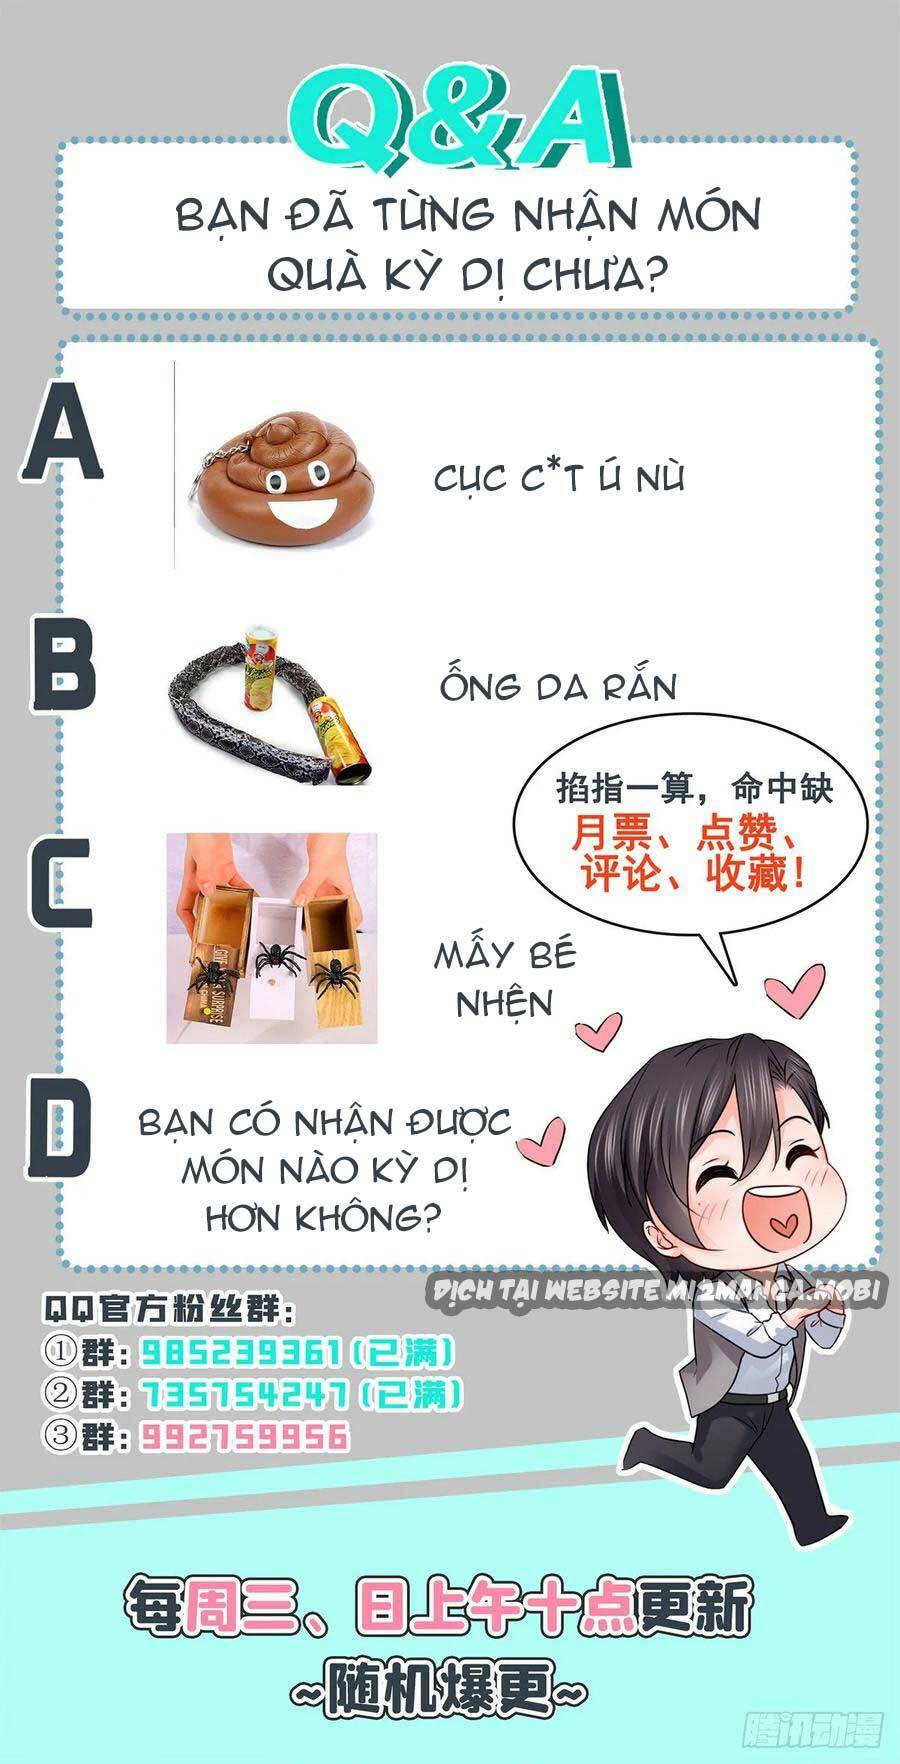 Q&A
BẠN ĐÃ TỪNG NHẬN MÓN
QUÀ KỲ DỊ CHƯA?
A
CỤC C*T Ú NÙ
B
ỐNG DA RẮN
掐指一算，命中缺
月票、点赞、
评论、收藏!
C
MẤY BÉ
NHỆN
D
BẠN CÓ NHẬN ĐƯỢC
MÓN NÀO KỲ DỊ
HƠN KHÔNG?
DỊCH TẠI WEBSITE MI2MANGA.MOBI
QQ官方粉丝群:
①群: 985239361 (已满)
②群: 735754247 (已满)
③群: 992759956
每周三、日上午十点更新
~随机爆更~
腾讯动漫